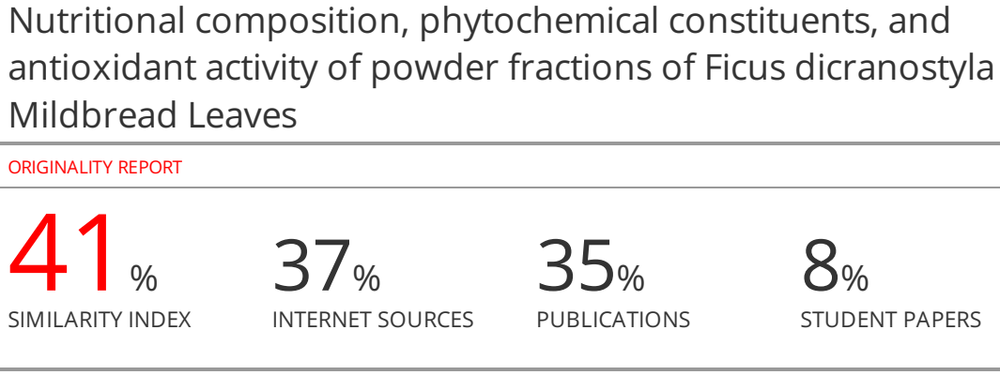 Nutritional composition, phytochemical constituents, and
antioxidant activity of powder fractions of Ficus dicranostyla
Mildbread Leaves
ORIGINALITY REPORT
41% 37% 35% 8%
SIMILARITY INDEX INTERNET SOURCES PUBLICATIONS STUDENT PAPERS